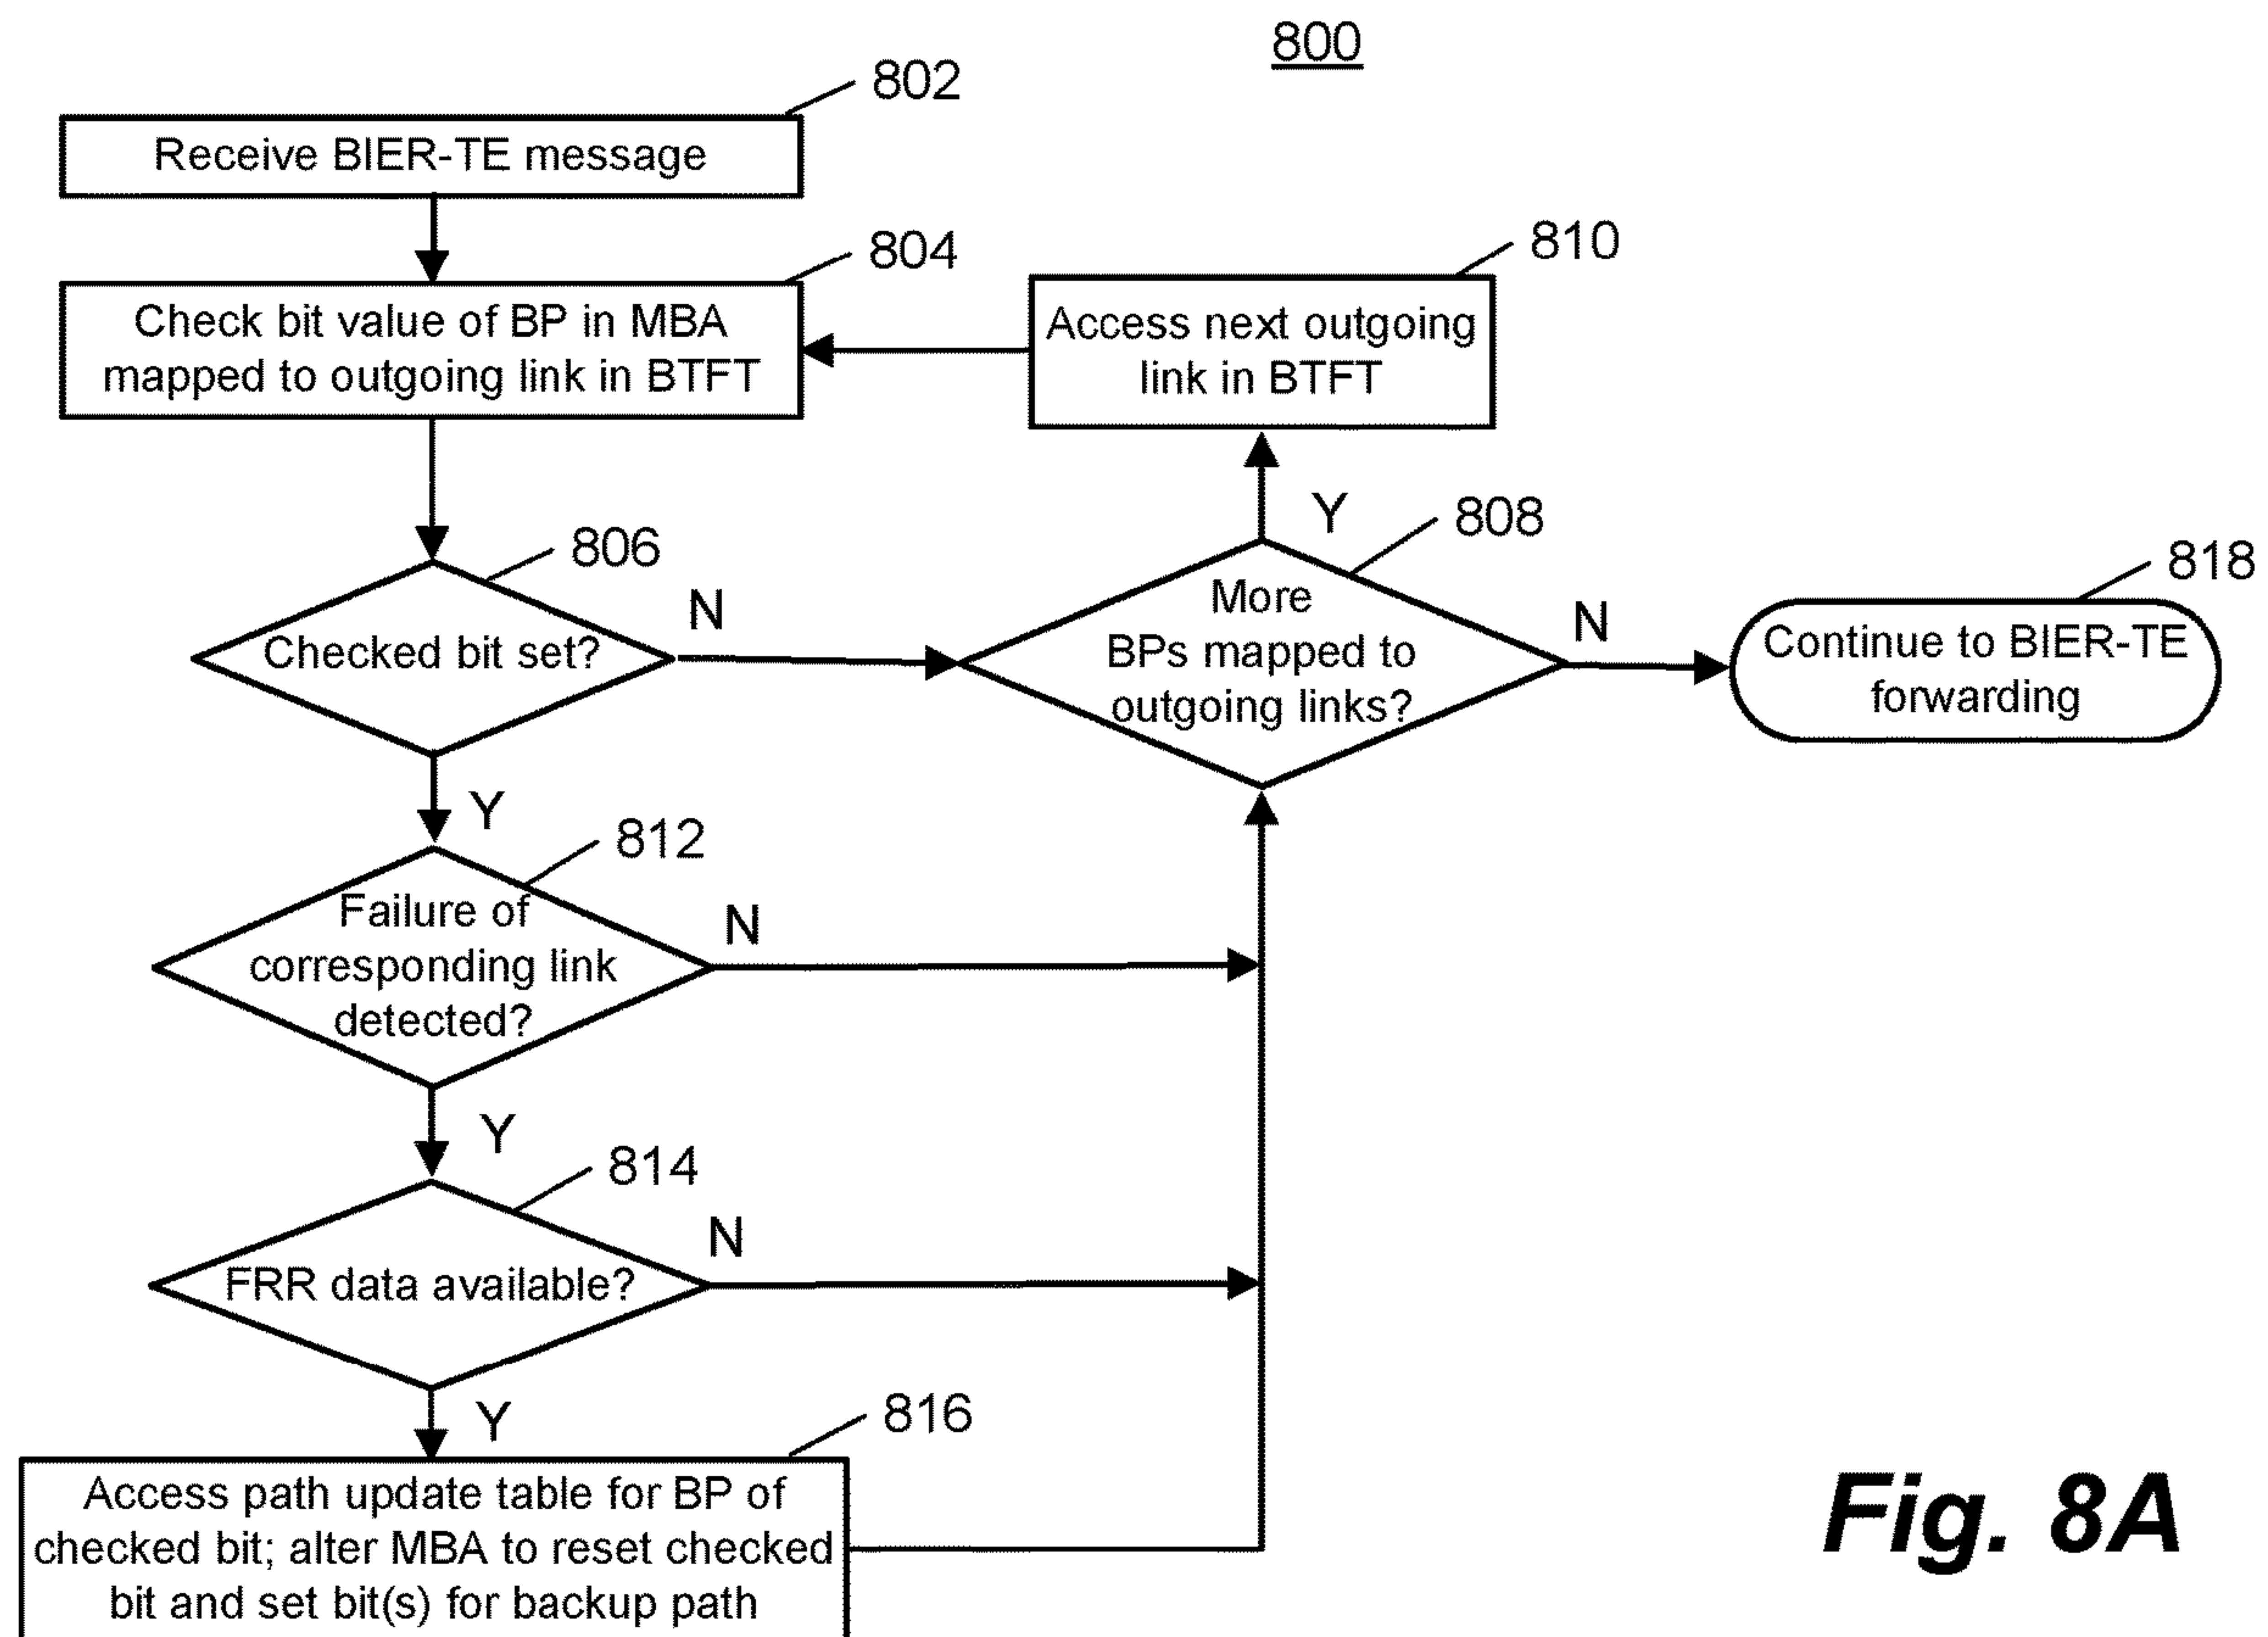 800
802
Receive BIER-TE message
804
Check bit value of BP in MBA
mapped to outgoing link in BTFT
810
Access next outgoing
link in BTFT
806
Checked bit set?
N
Y
808
More
BPs mapped to
outgoing links?
Y
N
818
Continue to BIER-TE
forwarding
812
Failure of
corresponding link
detected?
N
Y
814
FRR data available?
N
Y
816
Access path update table for BP of
checked bit; alter MBA to reset checked
bit and set bit(s) for backup path
Fig. 8A